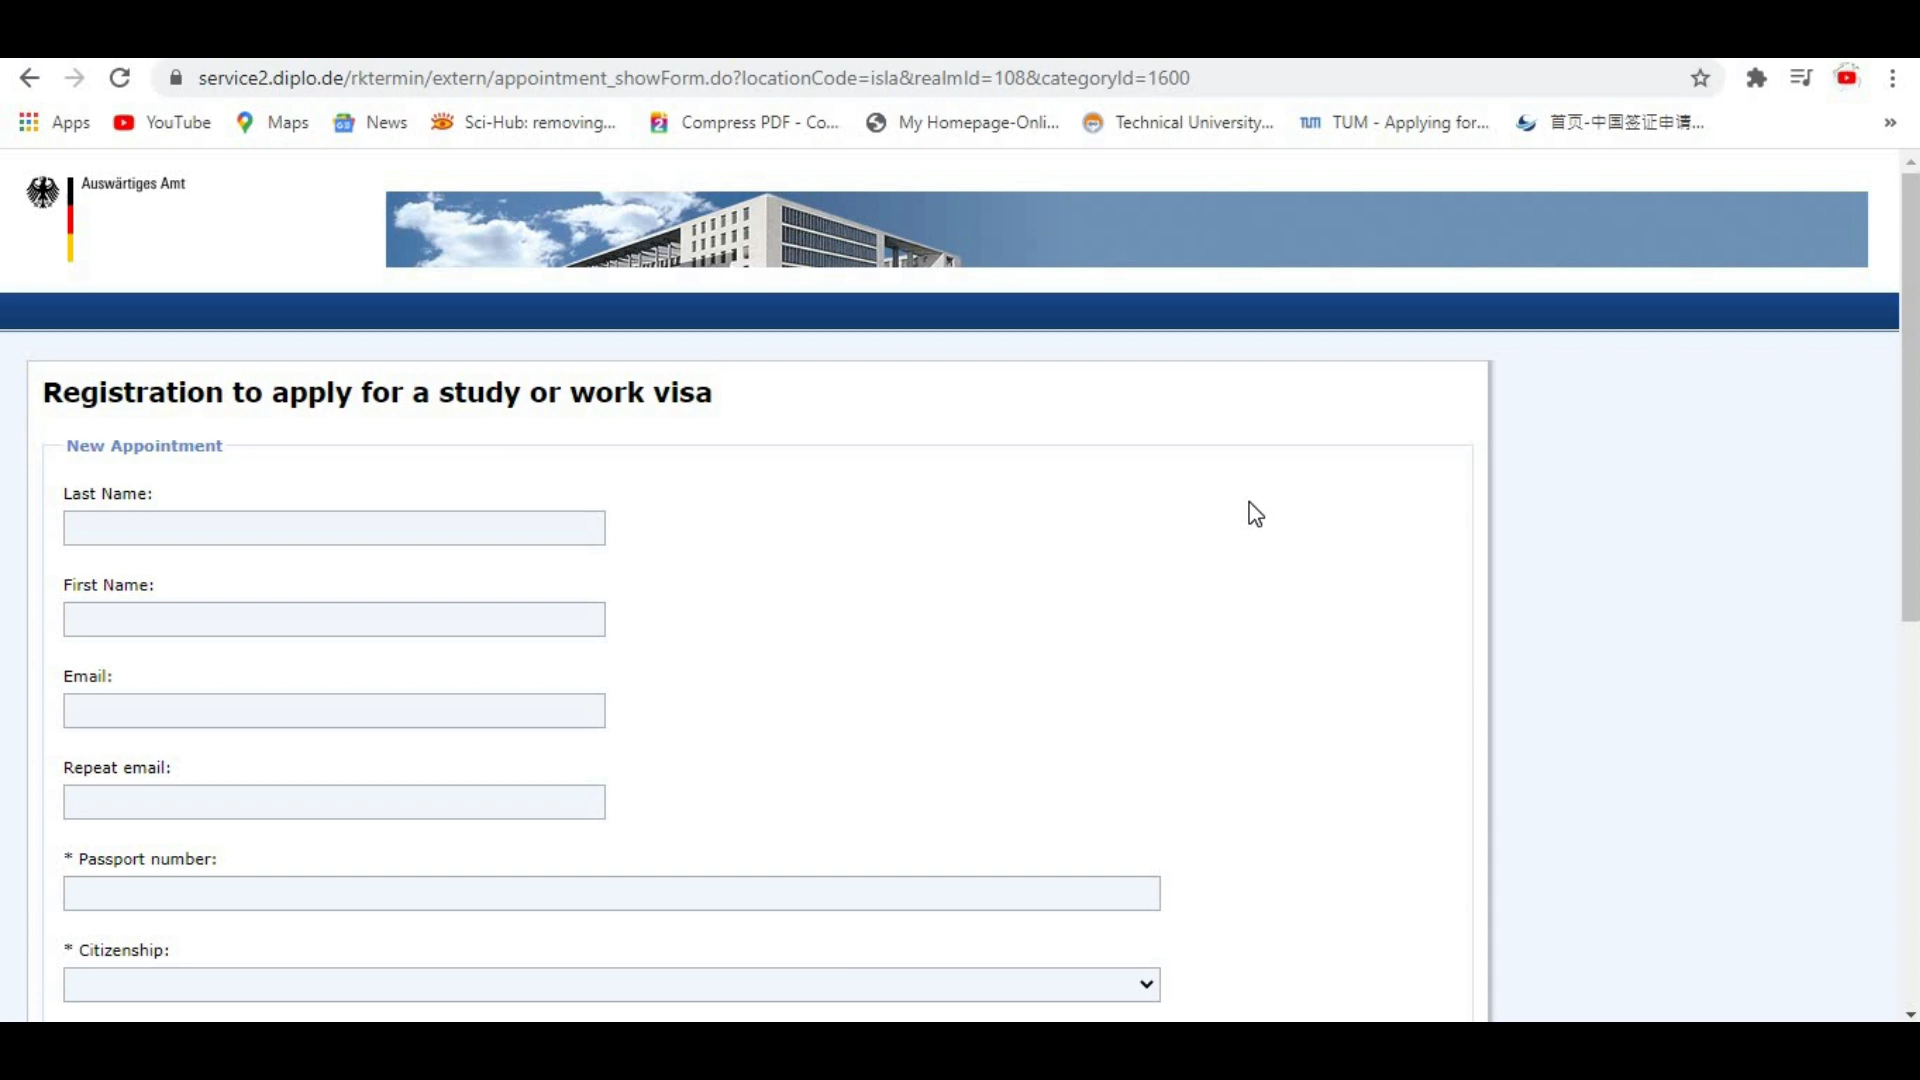 service2.diplo.de/rktermin/extern/appointment_showForm.do?locationCode=isla&realmId=108&categoryId=1600
Apps YouTube Maps News Sci-Hub: removing... Compress PDF - Co... My Homepage-Onli... Technical University... TUM TUM - Applying for... 首页-中国签证申请... »
Auswärtiges Amt
Registration to apply for a study or work visa
New Appointment
Last Name:
First Name:
Email:
Repeat email:
* Passport number:
* Citizenship: